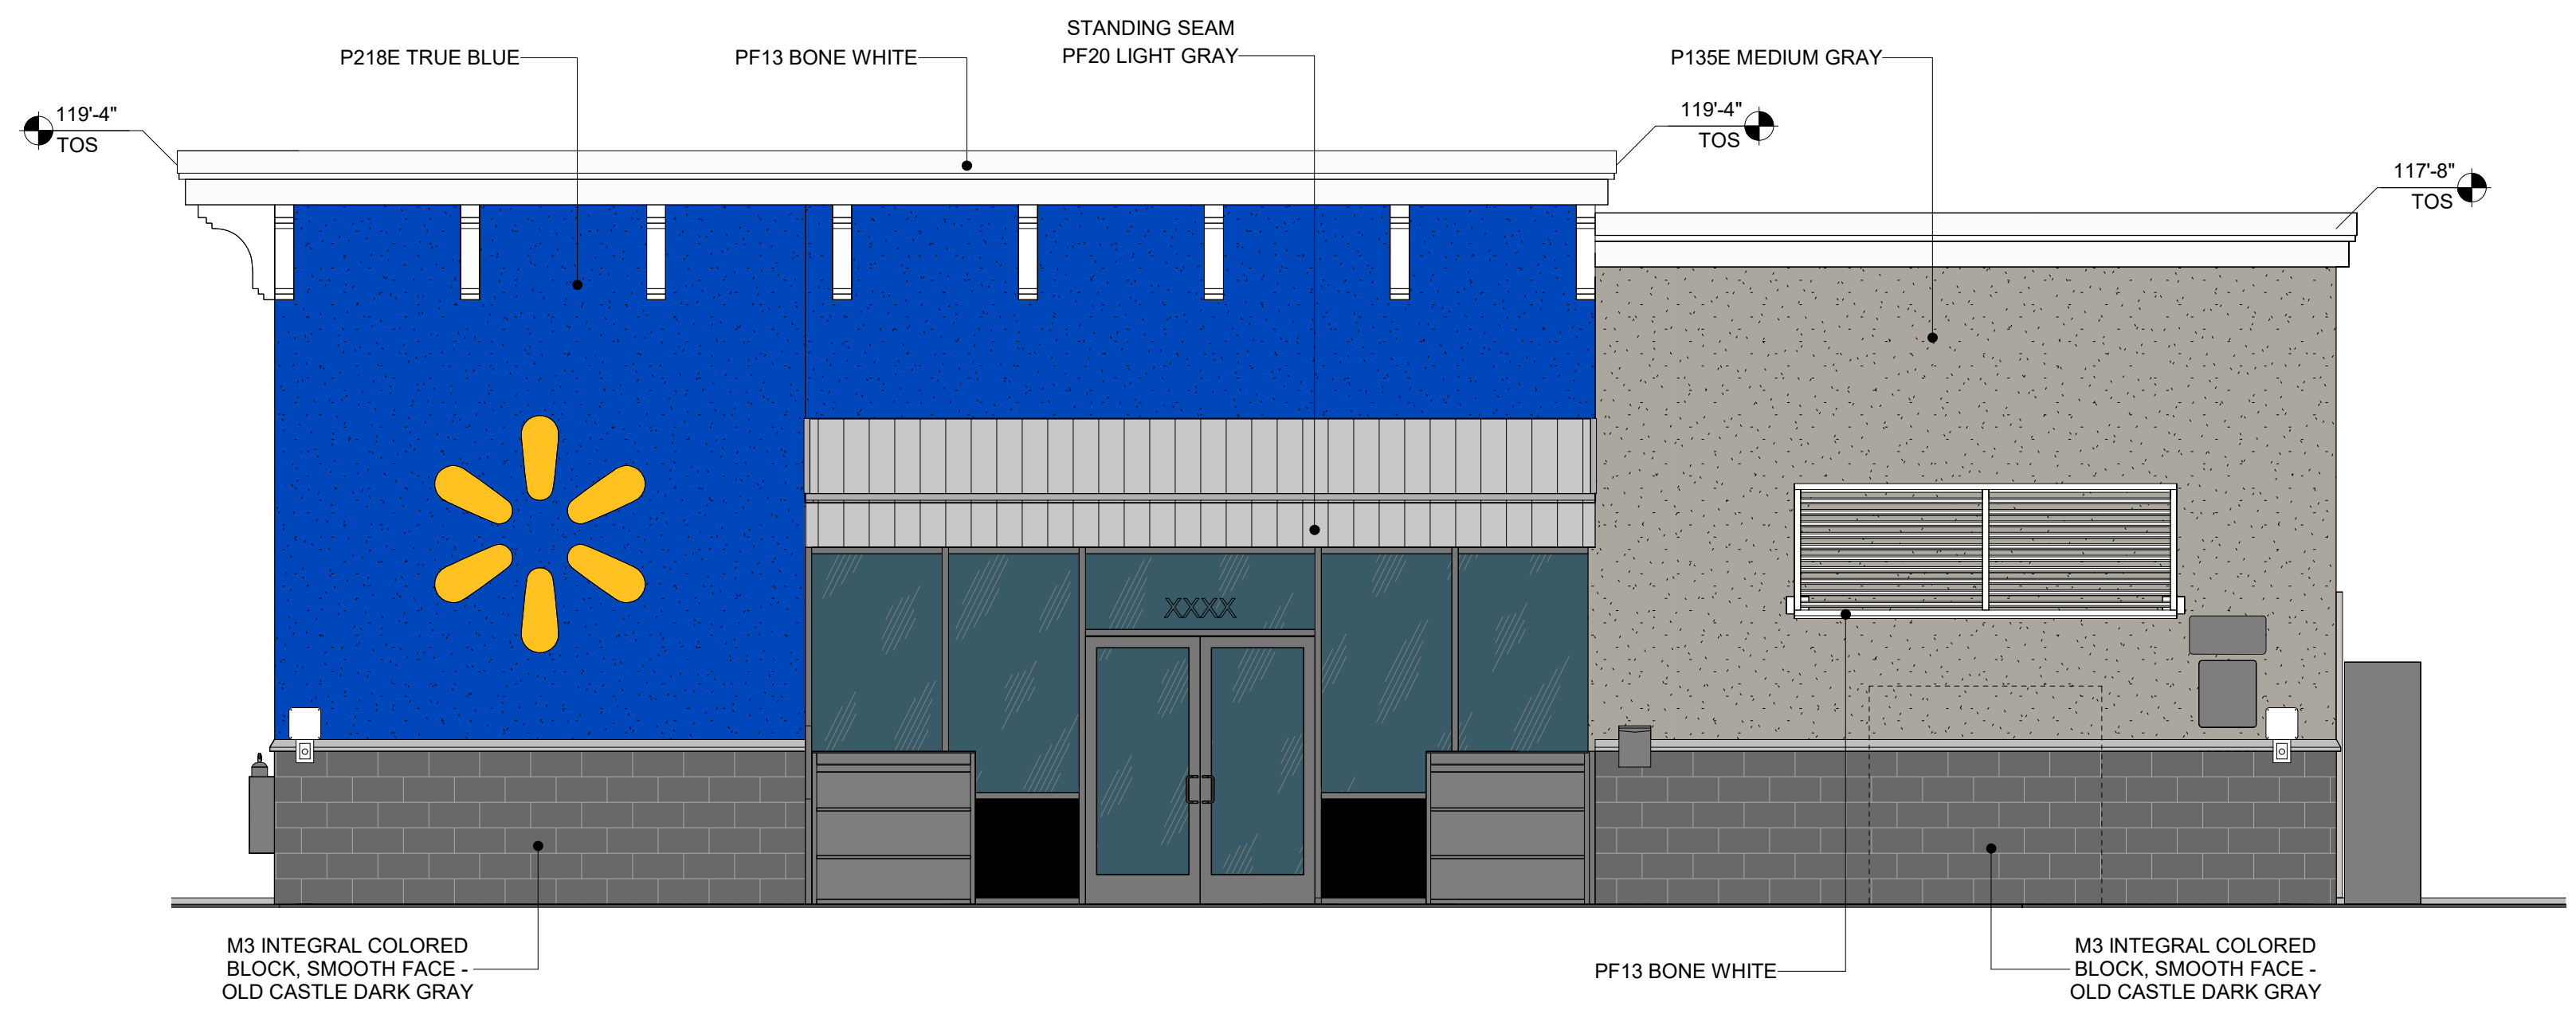 STANDING SEAM
P218E TRUE BLUE
PF13 BONE WHITE
PF20 LIGHT GRAY
P135E MEDIUM GRAY
119'-4"
TOS
119'-4"
TOS
117'-8"
TOS
XXXX
M3 INTEGRAL COLORED
BLOCK, SMOOTH FACE -
OLD CASTLE DARK GRAY
PF13 BONE WHITE
M3 INTEGRAL COLORED
BLOCK, SMOOTH FACE -
OLD CASTLE DARK GRAY